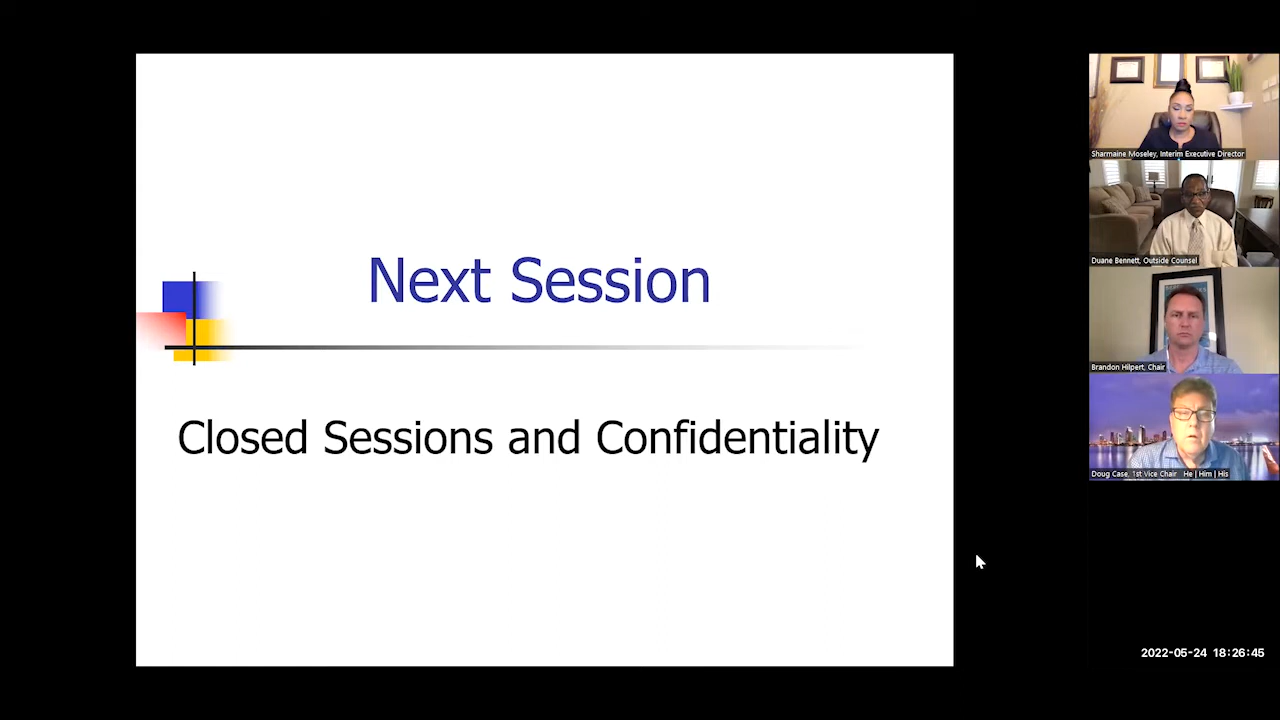 Next Session
Closed Sessions and Confidentiality
Sharmaine Moseley, Interim Executive Director
Duane Bennett, Outside Counsel
Brandon Hilpert, Chair
Doug Case, 1st Vice Chair He | Him | His
2022-05-24 18:26:45